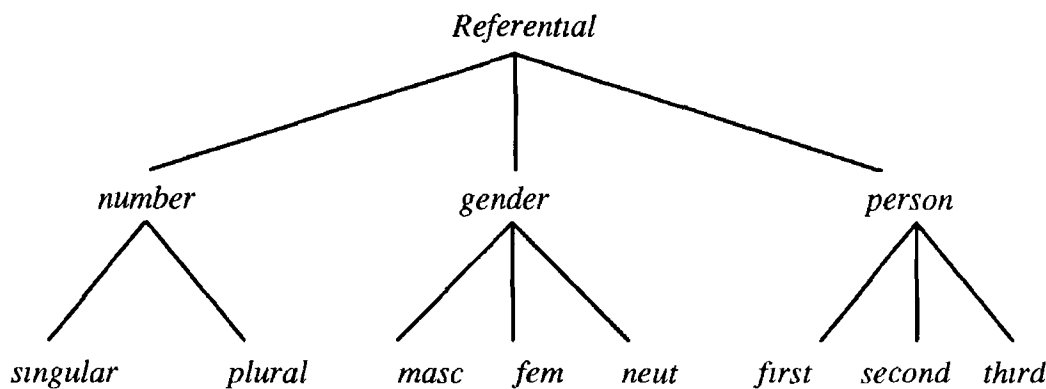 Referential
number gender person
singular plural masc fem neut first second third